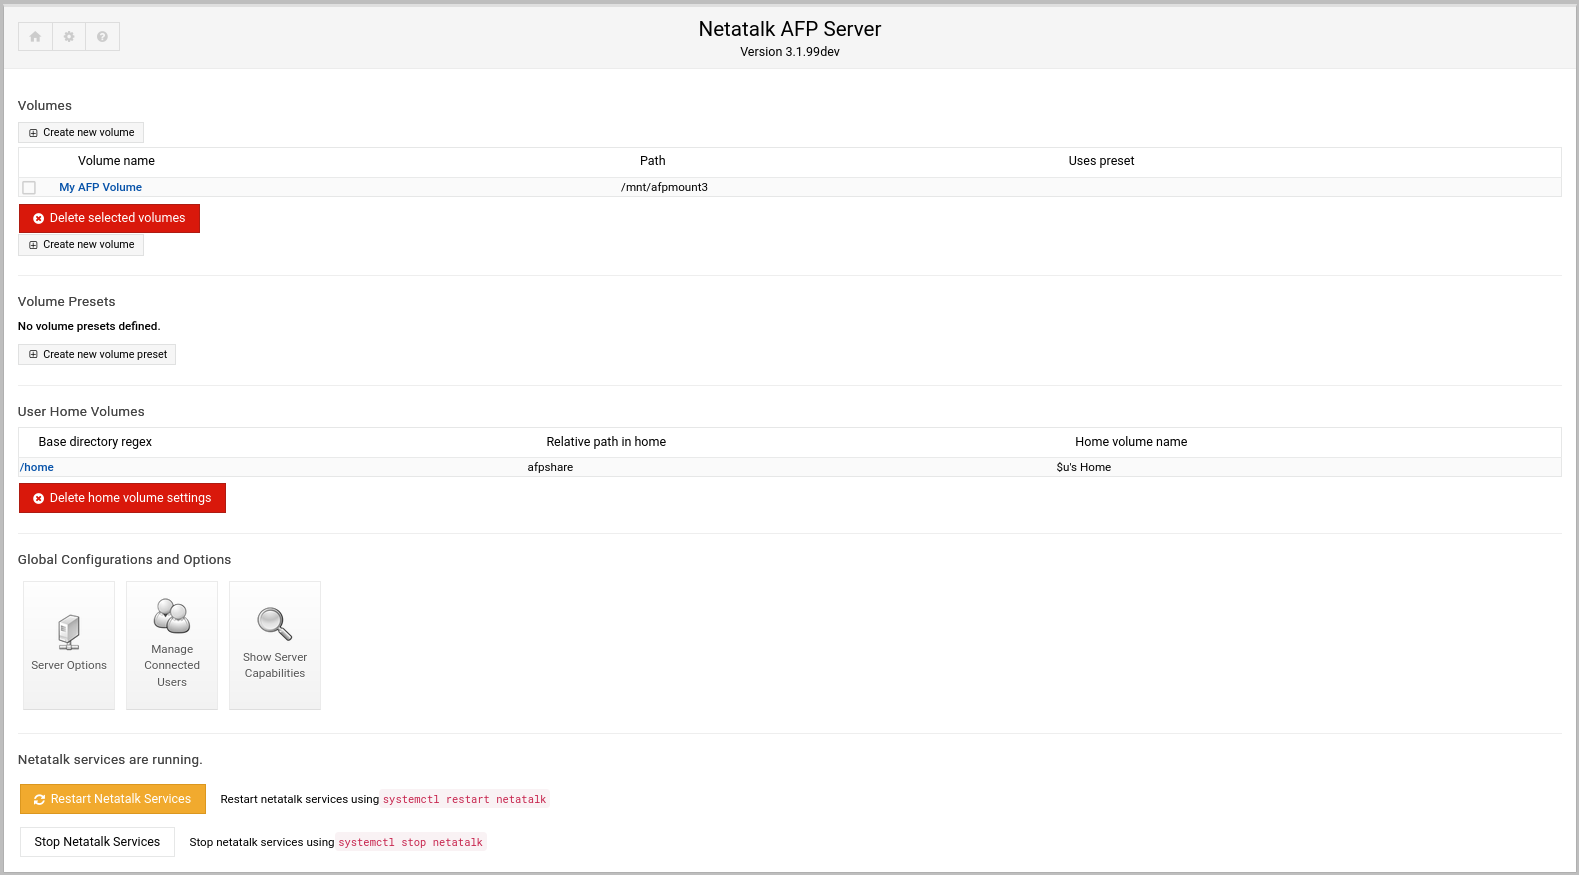 Netatalk AFP Server
Version 3.1.99dev
Volumes
Create new volume
Volume name Path Uses preset
My AFP Volume /mnt/afpmount3
Delete selected volumes
Create new volume
Volume Presets
No volume presets defined.
Create new volume preset
User Home Volumes
Base directory regex Relative path in home Home volume name
/home afpshare $u's Home
Delete home volume settings
Global Configurations and Options
Server Options
Manage
Connected
Users
Show Server
Capabilities
Netatalk services are running.
Restart Netatalk Services Restart netatalk services using systemctl restart netatalk
Stop Netatalk Services Stop netatalk services using systemctl stop netatalk